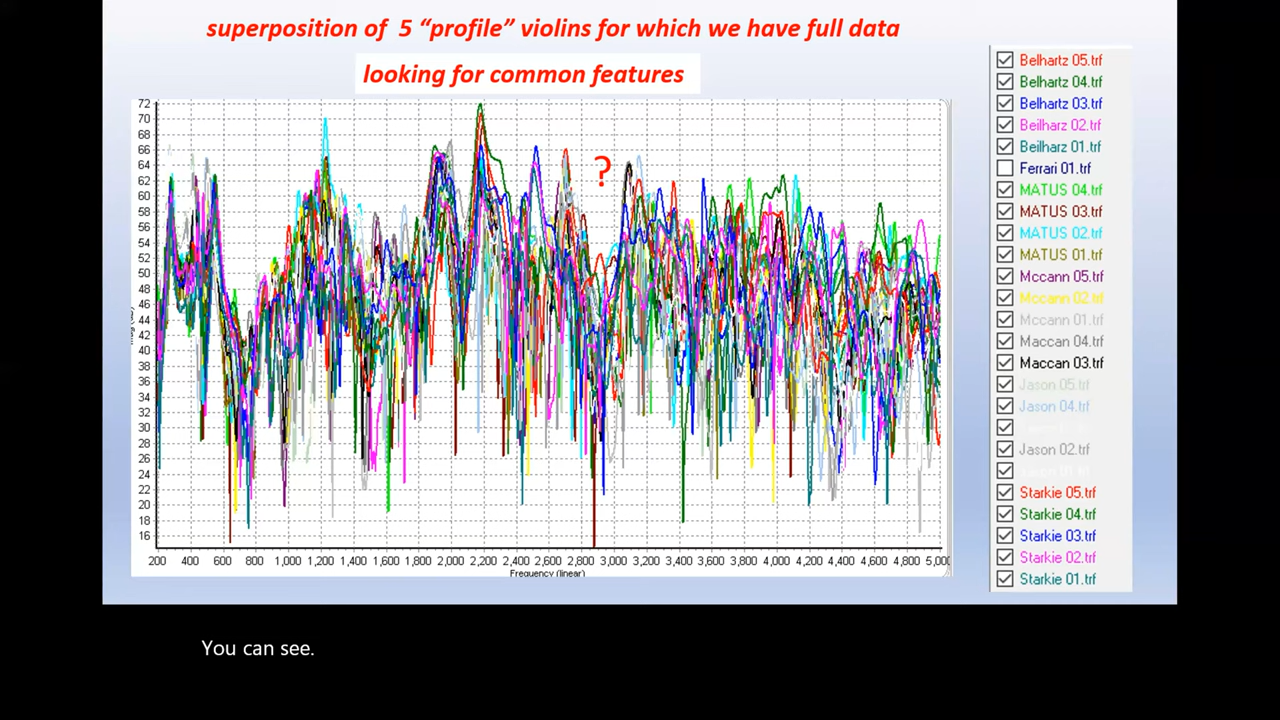 superposition of 5 “profile” violins for which we have full data
looking for common features
72
70
68
66
64
62
60
58
56
54
52
50
48
46
44
42
40
38
36
34
32
30
28
26
24
22
20
18
16
?
200 400 600 800 1,000 1,200 1,400 1,600 1,800 2,000 2,200 2,400 2,600 2,800 3,000 3,200 3,400 3,600 3,800 4,000 4,200 4,400 4,600 4,800 5,000
Frequency (linear)
Belhartz 05.trf
Belhartz 04.trf
Belhartz 03.trf
Beilharz 02.trf
Beilharz 01.trf
Ferrari 01.trf
MATUS 04.trf
MATUS 03.trf
MATUS 02.trf
MATUS 01.trf
Mccann 05.trf
Mccann 02.trf
Mccann 01.trf
Maccan 04.trf
Maccan 03.trf
Jason 05.trf
Jason 04.trf
Jason 02.trf
Starkie 05.trf
Starkie 04.trf
Starkie 03.trf
Starkie 02.trf
Starkie 01.trf
You can see.